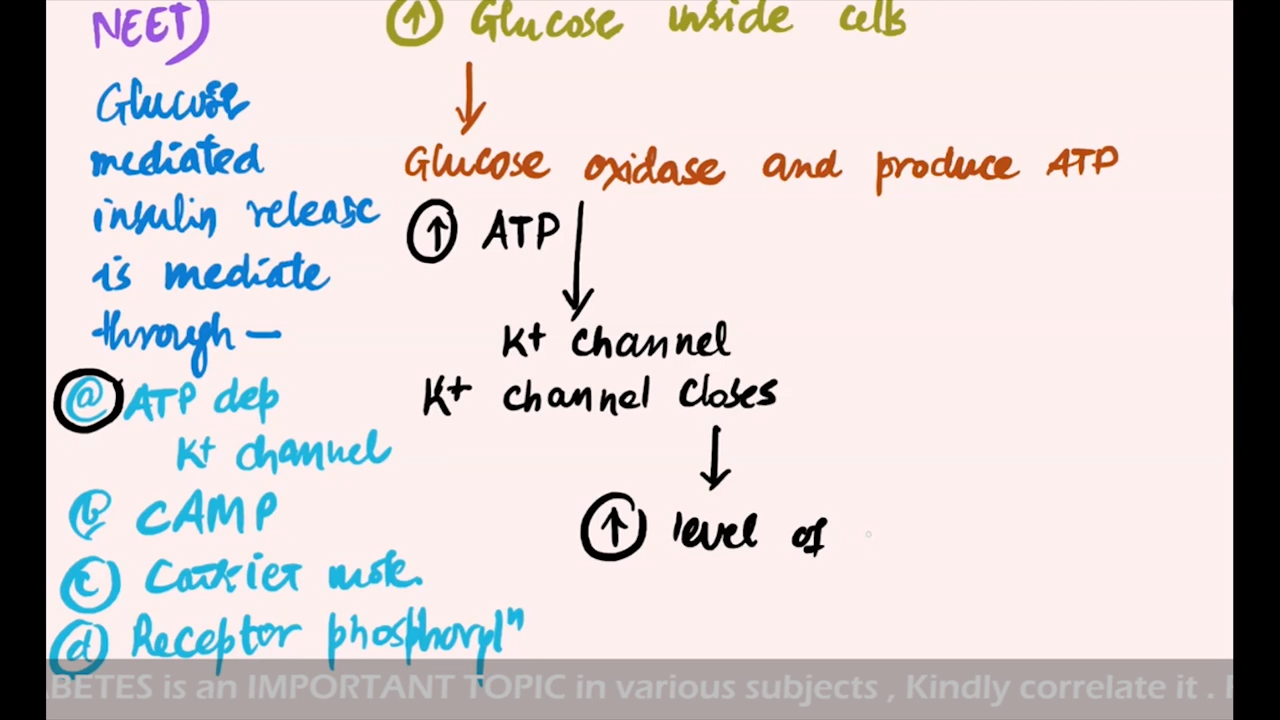 NEET)
Glucose
mediated
insulin release
is mediate
through —
@ ATP dep
K+ channel
b CAMP
c Carrier mole.
d Receptor phosphorylⁿ
↑ Glucose inside cells
↓
Glucose oxidase and produce ATP
↑ ATP ↓
K+ channel
K+ channel closes
↓
↑ level of
BETES is an IMPORTANT TOPIC in various subjects , Kindly correlate it .